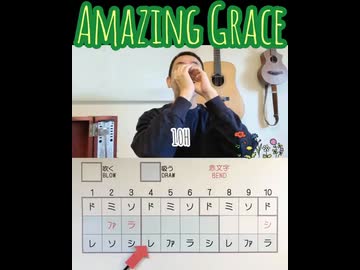 AMAZING GRACE
10H
吹く
BLOW
吸う
DRAW
赤文字
BEND
1 2 3 4 5 6 7 8 9 10
ド ミ ソ ド ミ ソ ド ミ ソ ド
ファ ラ シ
レ ソ シ レ ファ ラ シ レ ファ ラ